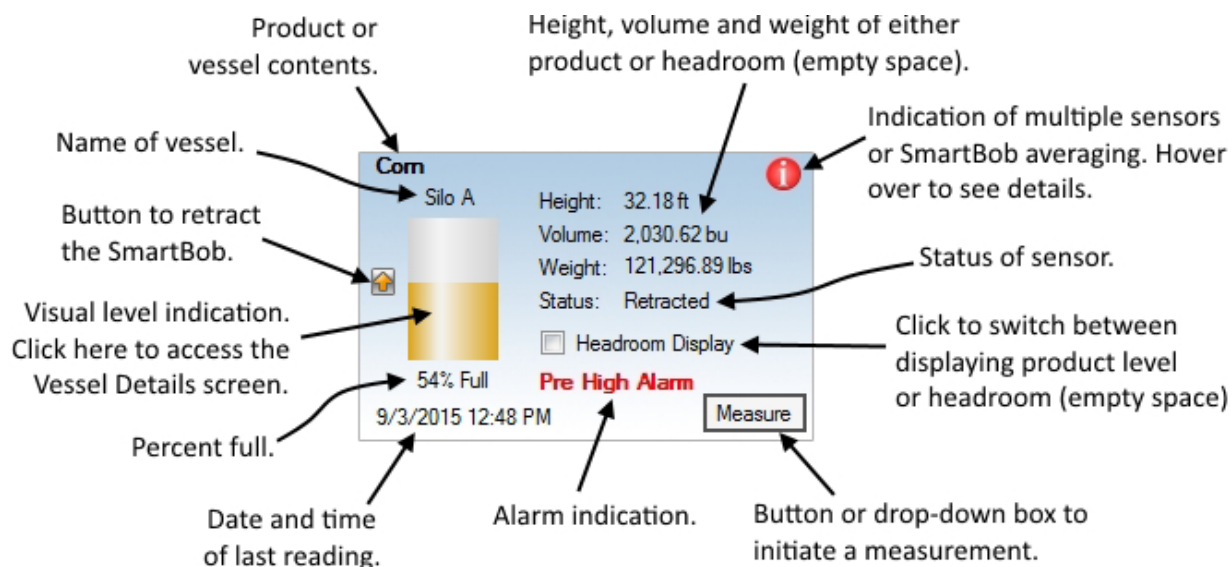 Product or
vessel contents.
Height, volume and weight of either
product or headroom (empty space).
Name of vessel.
Indication of multiple sensors
or SmartBob averaging. Hover
over to see details.
Button to retract
the SmartBob.
Corn
Silo A
Height: 32.18 ft
Volume: 2,030.62 bu
Weight: 121,296.89 lbs
Status: Retracted
Headroom Display
54% Full
Pre High Alarm
9/3/2015 12:48 PM
Measure
Status of sensor.
Visual level indication.
Click here to access the
Vessel Details screen.
Click to switch between
displaying product level
or headroom (empty space)
Percent full.
Date and time
of last reading.
Alarm indication.
Button or drop-down box to
initiate a measurement.